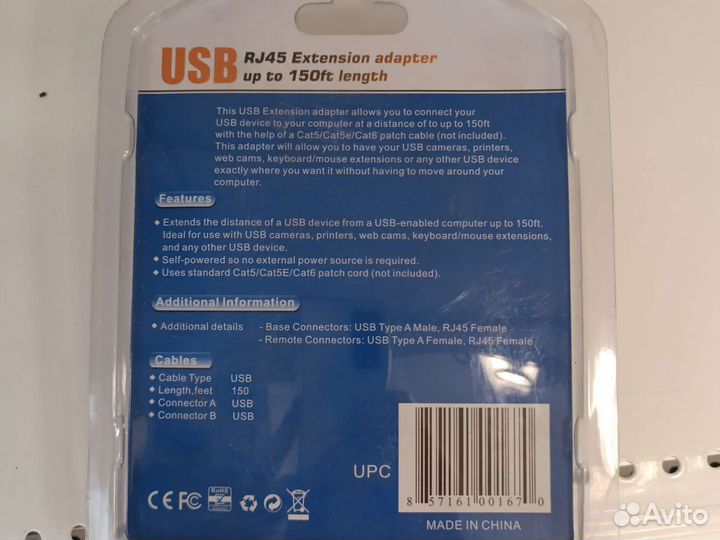 USB RJ45 Extension adapter
up to 150ft length
This USB Extension adapter allows you to connect your
USB device to your computer at a distance of to up to 150ft
with the help of a Cat5/Cat5e/Cat6 patch cable (not included).
This adapter will allow you to have your USB cameras, printers,
web cams, keyboard/mouse extensions or any other USB device
exactly where you want it without having to move around your
computer.
Features
◆ Extends the distance of a USB device from a USB-enabled computer up to 150ft.
Ideal for use with USB cameras, printers, web cams, keyboard/mouse extensions,
and any other USB device.
◆ Self-powered so no external power source is required.
◆ Uses standard Cat5/Cat5E/Cat6 patch cord (not included).
Additional Information
◆ Additional details - Base Connectors: USB Type A Male, RJ45 Female
- Remote Connectors: USB Type A Female, RJ45 Female
Cables
◆ Cable Type USB
◆ Length,feet 150
◆ Connector A USB
◆ Connector B USB
UPC
8 57161 00167 0
CE FC RoHS
MADE IN CHINA
Avito